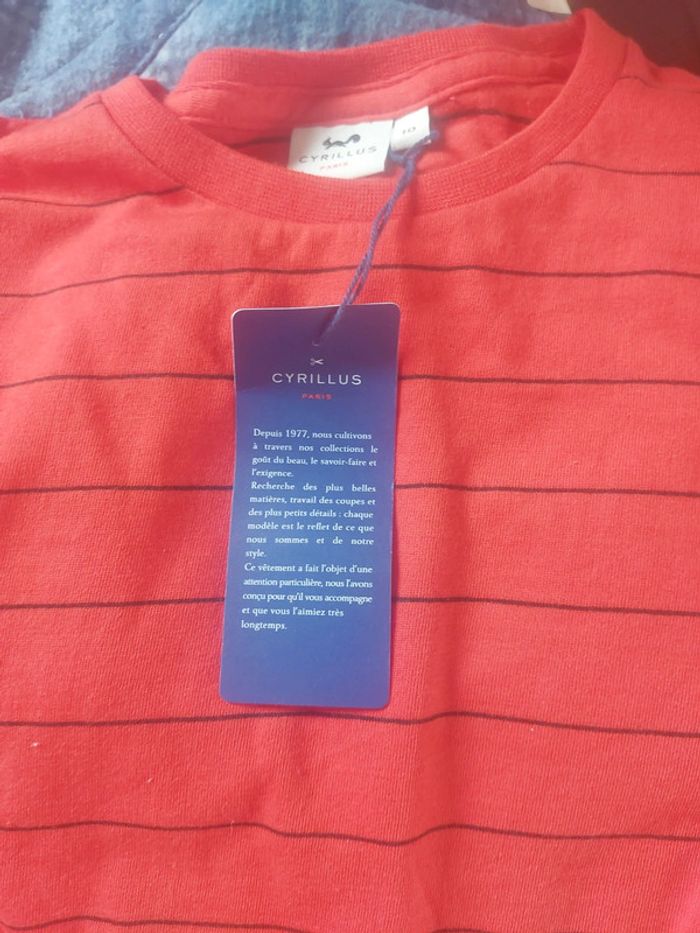 CYRILLUS
PARIS
10
CYRILLUS
PARIS
Depuis 1977, nous cultivons
à travers nos collections le
goût du beau, le savoir-faire et
l'exigence.
Recherche des plus belles
matières, travail des coupes et
des plus petits détails : chaque
modèle est le reflet de ce que
nous sommes et de notre
style.
Ce vêtement a fait l'objet d'une
attention particulière, nous l'avons
conçu pour qu'il vous accompagne
et que vous l'aimiez très
longtemps.